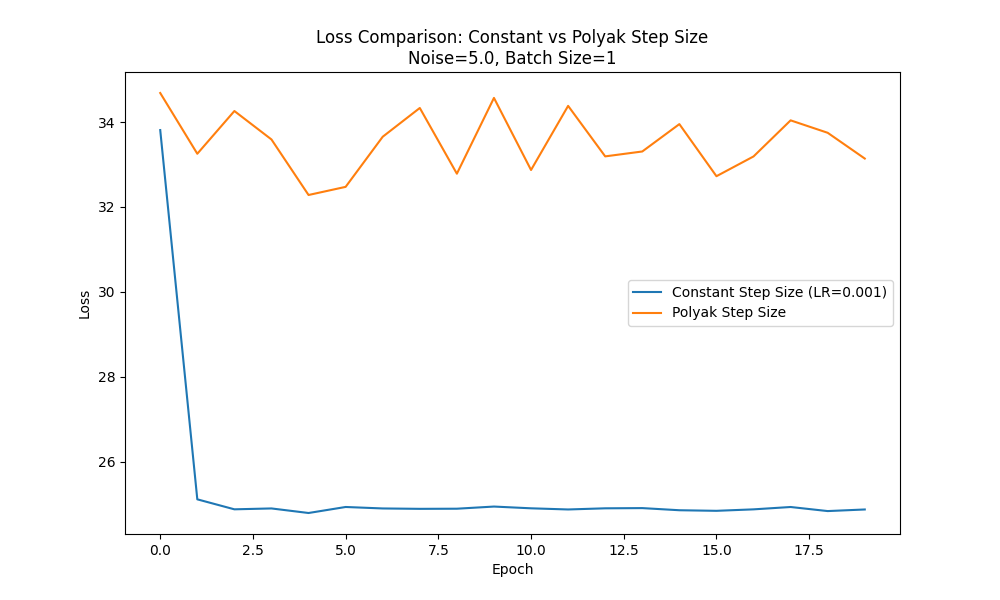 Loss Comparison: Constant vs Polyak Step Size
Noise=5.0, Batch Size=1
Loss
34
32
30
28
26
Constant Step Size (LR=0.001)
Polyak Step Size
0.0
2.5
5.0
7.5
10.0
12.5
15.0
17.5
Epoch